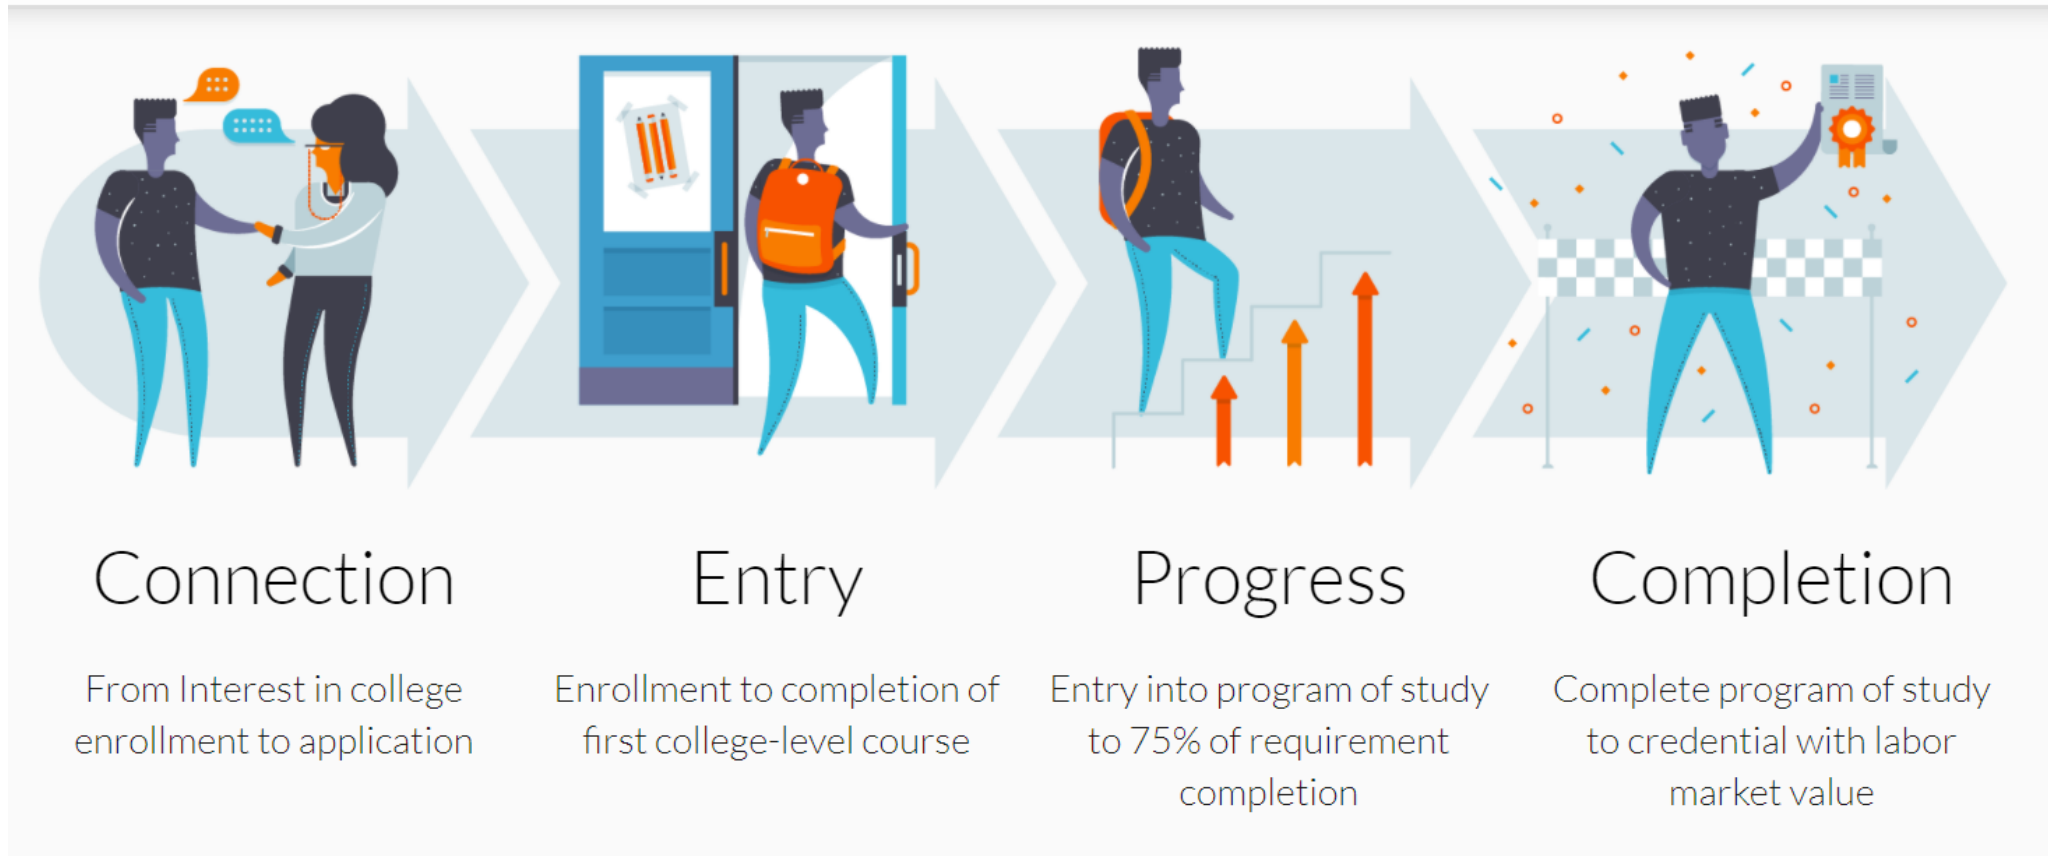 Connection
From Interest in college
enrollment to application
Entry
Enrollment to completion of
first college-level course
Progress
Entry into program of study
to 75% of requirement
completion
Completion
Complete program of study
to credential with labor
market value